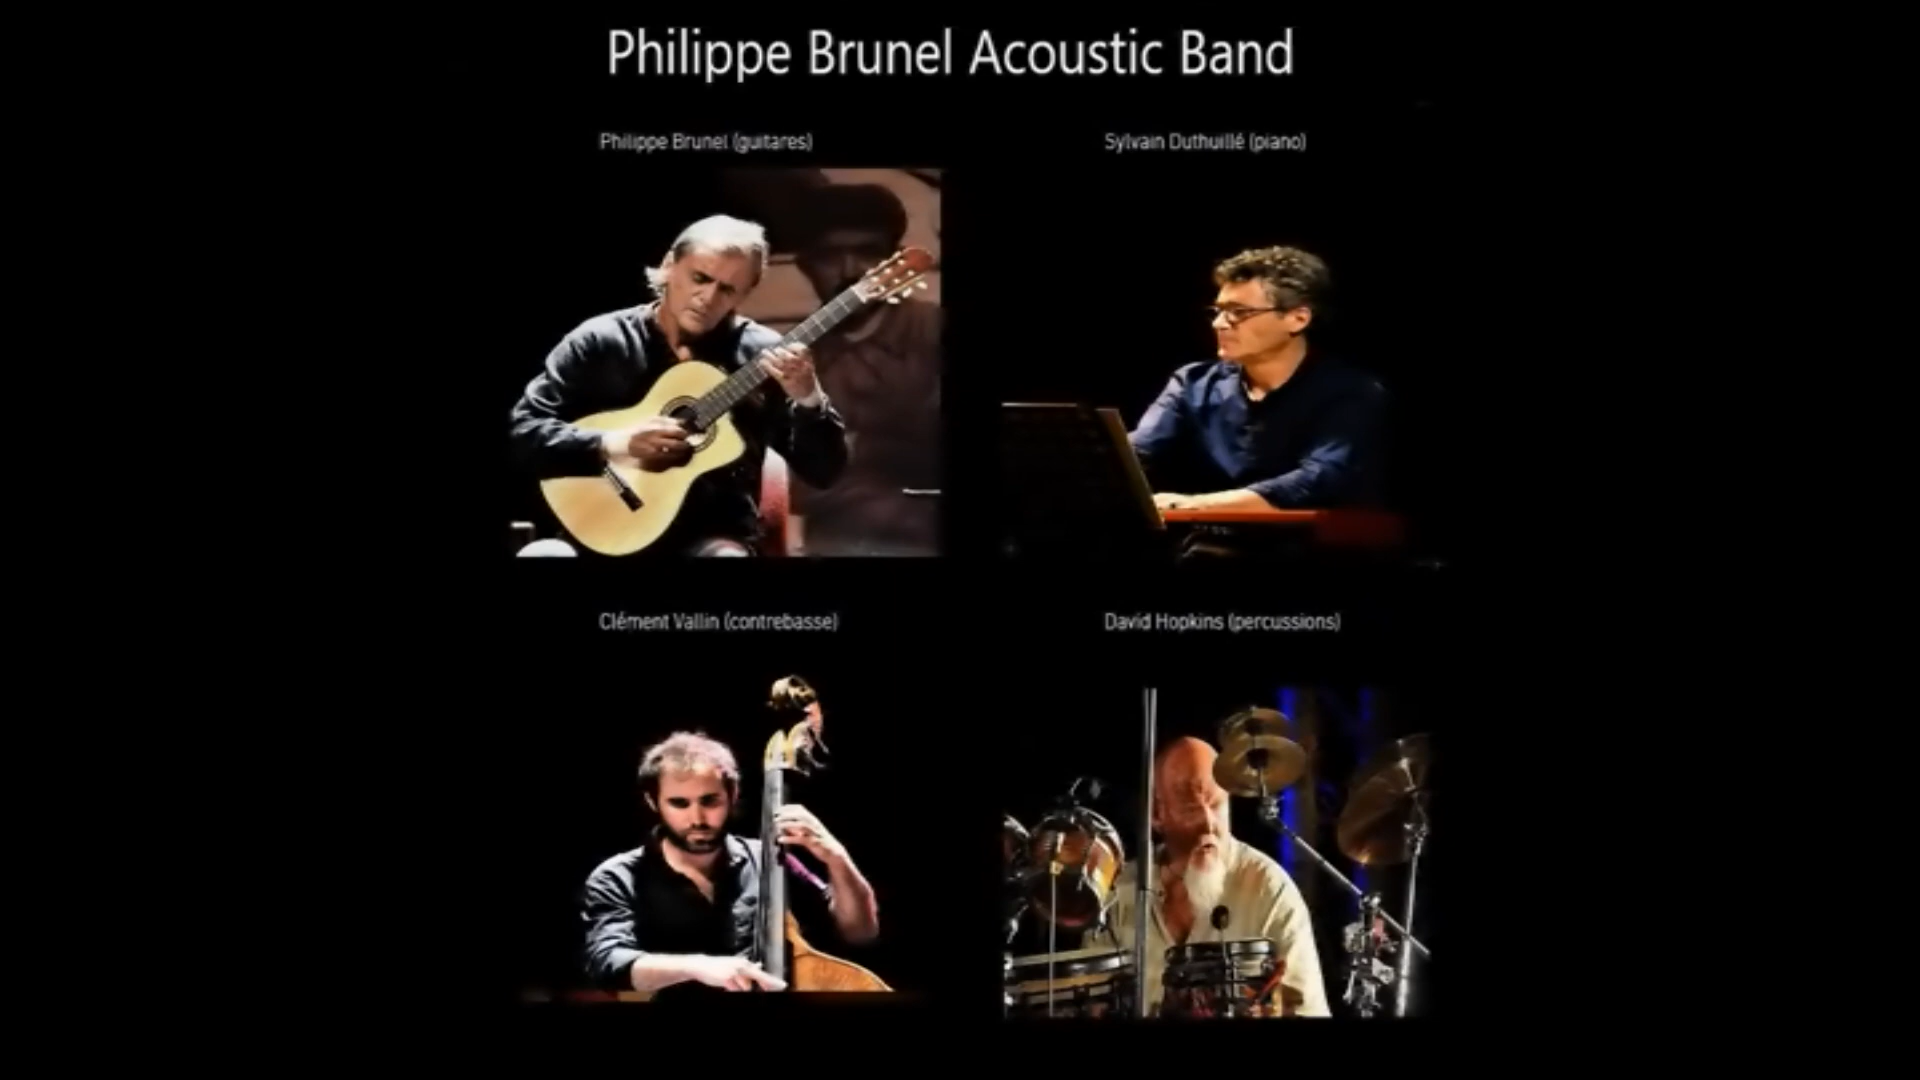 Philippe Brunel Acoustic Band
Philippe Brunel (guitares)
Sylvain Duthuillé (piano)
Clément Vallin (contrebasse)
David Hopkins (percussions)